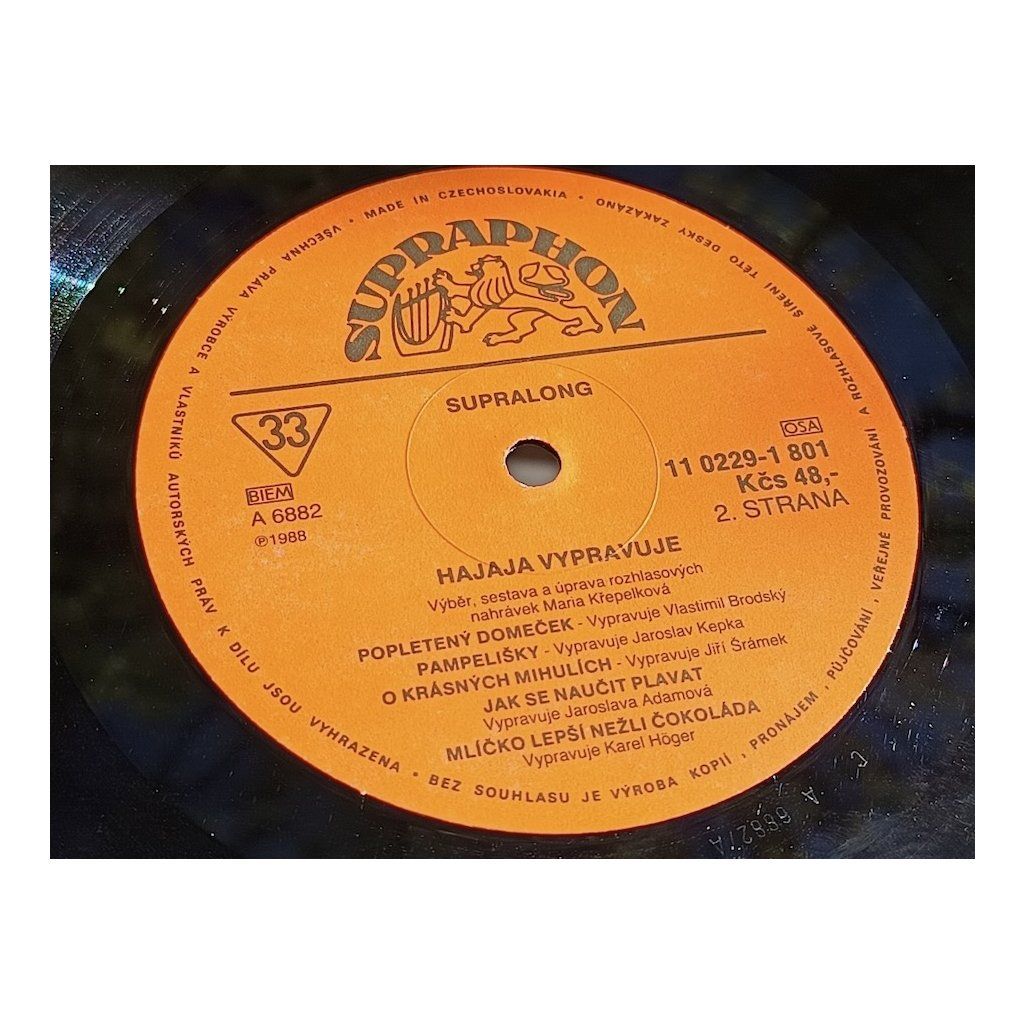 SUPRAPHON
SUPRALONG
33
BIEM
A 6882
℗1988
OSA
11 0229-1 801
Kčs 48,-
2. STRANA
HAJAJA VYPRAVUJE
Výběr, sestava a úprava rozhlasových
nahrávek Maria Křepelková
POPLETENÝ DOMEČEK - Vypravuje Vlastimil Brodský
PAMPELIŠKY - Vypravuje Jaroslav Kepka
O KRÁSNÝCH MIHULÍCH - Vypravuje Jiří Šrámek
JAK SE NAUČIT PLAVAT
Vypravuje Jaroslava Adamová
MLÍČKO LEPŠÍ NEŽLI ČOKOLÁDA
Vypravuje Karel Höger
• MADE IN CZECHOSLOVAKIA •
VŠECHNA PRÁVA VÝROBCE A VLASTNÍKŮ AUTORSKÝCH PRÁV K DÍLU JSOU VYHRAZENA • BEZ SOUHLASU JE VÝROBA KOPIÍ, PRONÁJEM, PŮJČOVÁNÍ, VEŘEJNÉ PROVOZOVÁNÍ A ROZHLASOVÉ ŠÍŘENÍ TÉTO DESKY ZAKÁZÁNO
A 6882/A